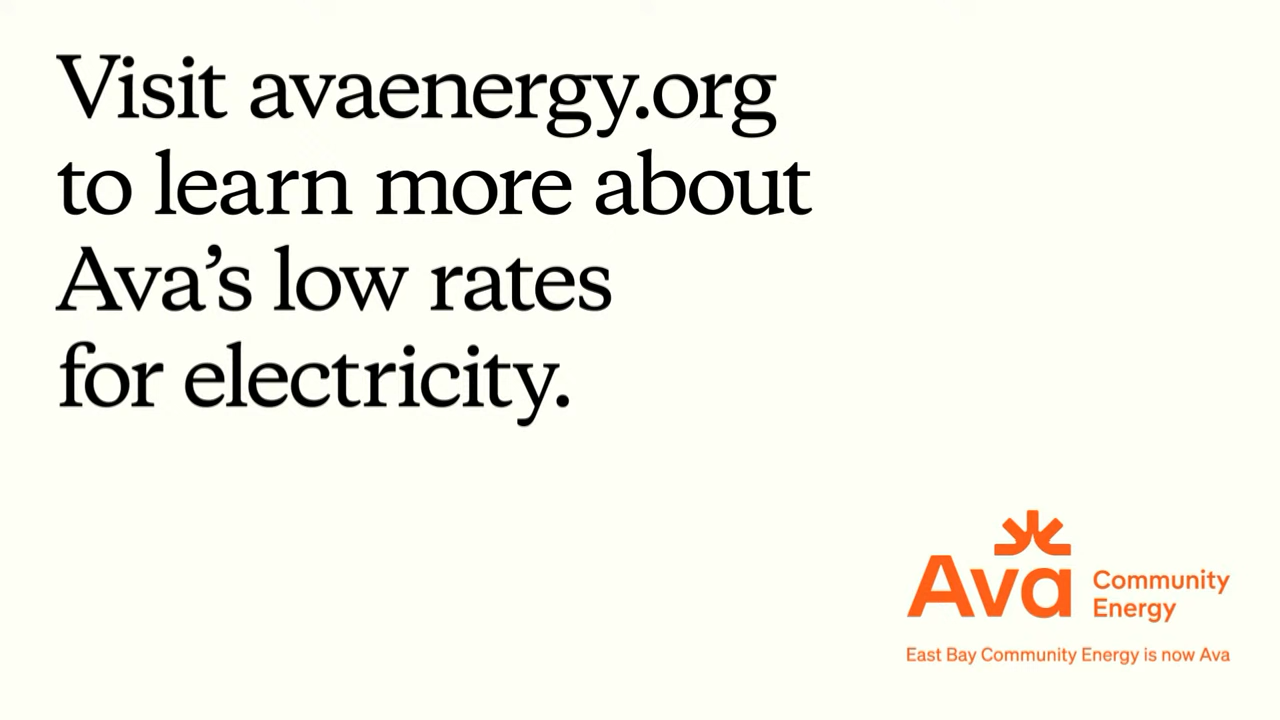 Visit avaenergy.org
to learn more about
Ava’s low rates
for electricity.
Ava Community
Energy
East Bay Community Energy is now Ava